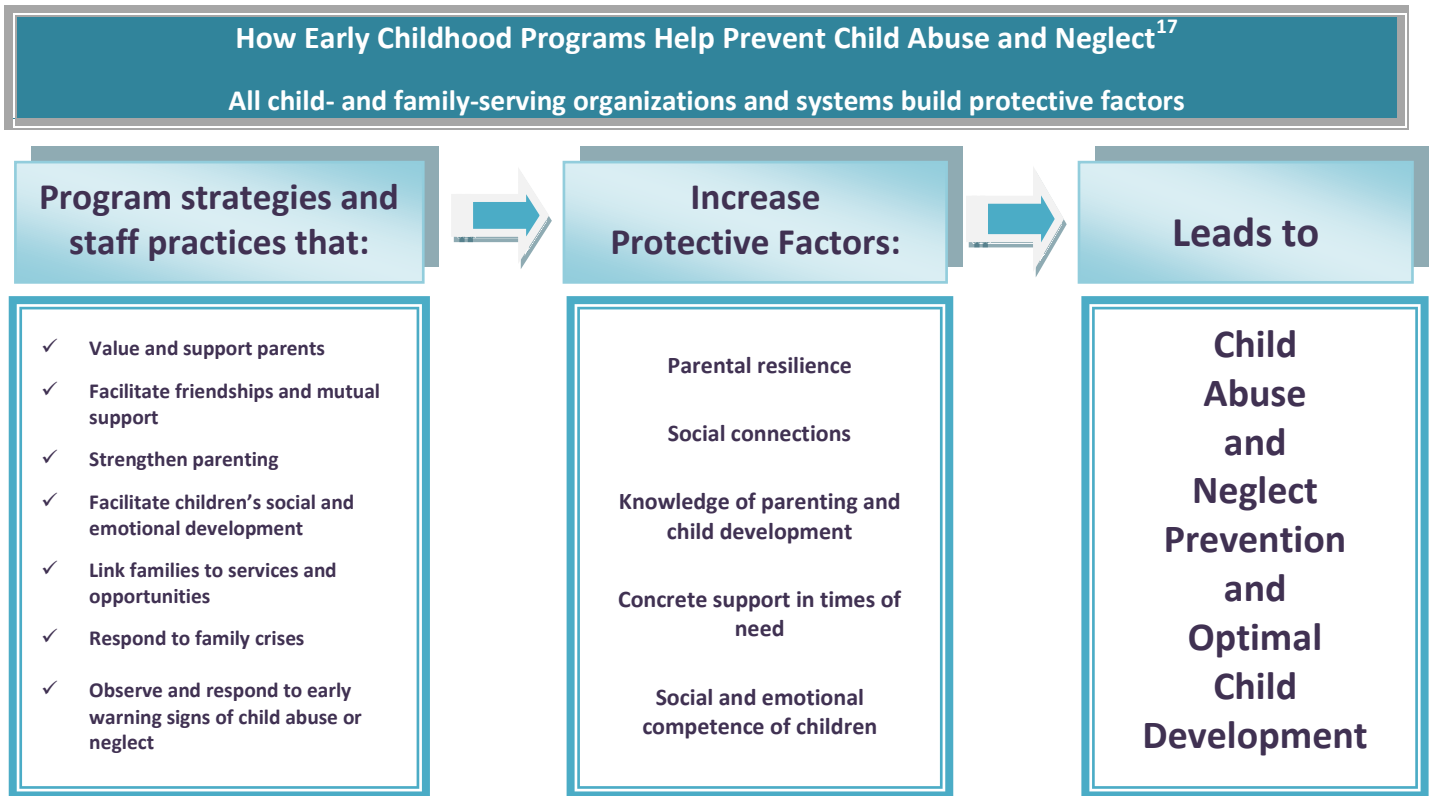 How Early Childhood Programs Help Prevent Child Abuse and Neglect17
All child- and family-serving organizations and systems build protective factors
Program strategies and
staff practices that:
✓ Value and support parents
✓ Facilitate friendships and mutual
support
✓ Strengthen parenting
✓ Facilitate children’s social and
emotional development
✓ Link families to services and
opportunities
✓ Respond to family crises
✓ Observe and respond to early
warning signs of child abuse or
neglect
Increase
Protective Factors:
Parental resilience
Social connections
Knowledge of parenting and
child development
Concrete support in times of
need
Social and emotional
competence of children
Leads to
Child
Abuse
and
Neglect
Prevention
and
Optimal
Child
Development